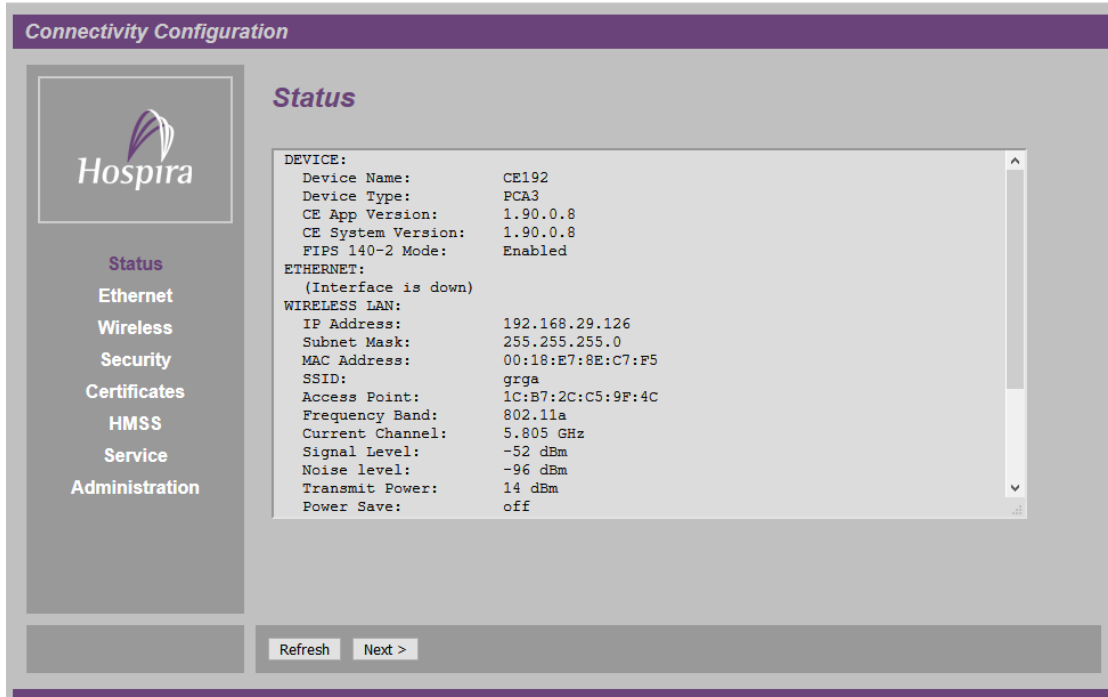 Connectivity Configuration
Hospira
Status
Ethernet
Wireless
Security
Certificates
HMSS
Service
Administration
Status
DEVICE:
Device Name: CE192
Device Type: PCA3
CE App Version: 1.90.0.8
CE System Version: 1.90.0.8
FIPS 140-2 Mode: Enabled
ETHERNET:
(Interface is down)
WIRELESS LAN:
IP Address: 192.168.29.126
Subnet Mask: 255.255.255.0
MAC Address: 00:18:E7:8E:C7:F5
SSID: grga
Access Point: 1C:B7:2C:C5:9F:4C
Frequency Band: 802.11a
Current Channel: 5.805 GHz
Signal Level: -52 dBm
Noise level: -96 dBm
Transmit Power: 14 dBm
Power Save: off
Refresh Next >